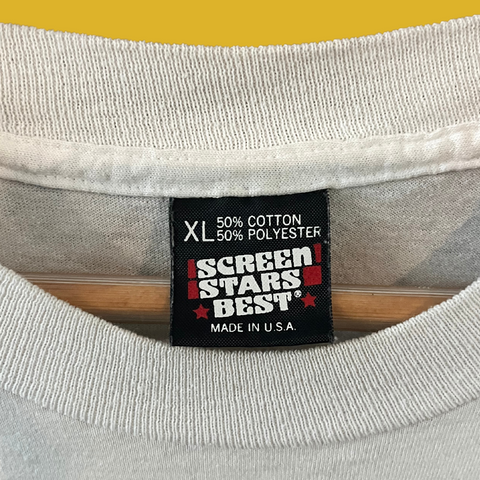 XL 50% COTTON
50% POLYESTER
SCREEN
STARS
BEST®
MADE IN U.S.A.